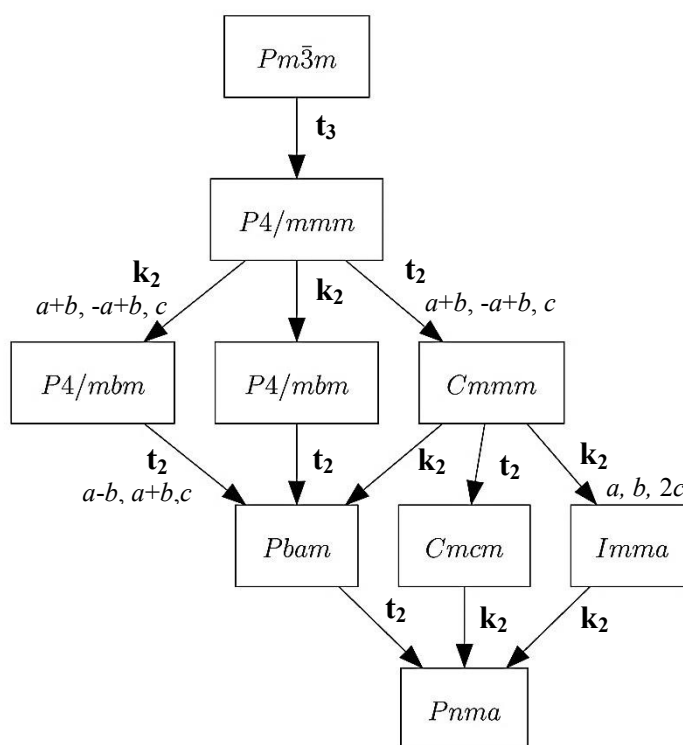 Pm3̄m
t3
P4/mmm
k2 k2 t2
a+b, -a+b, c a+b, -a+b, c
P4/mbm P4/mbm Cmmm
t2 t2 k2 t2 k2
a-b, a+b,c a, b, 2c
Pbam Cmcm Imma
t2 k2 k2
Pnma